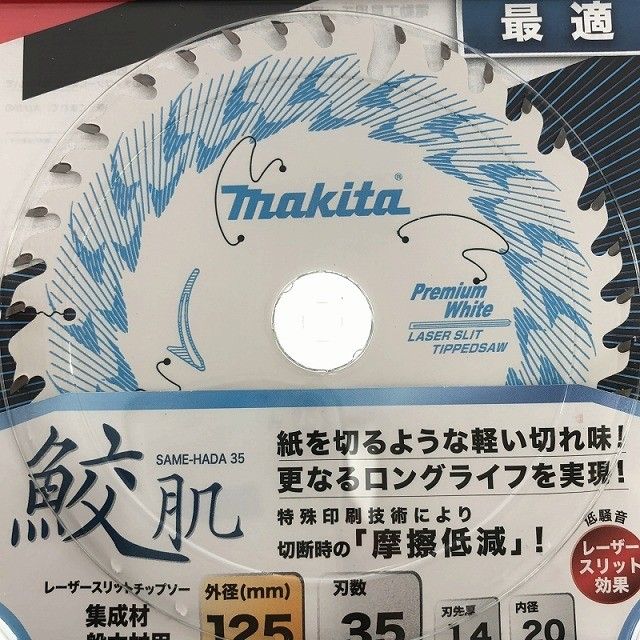 最適
makita®
Premium
White
LASER SLIT
TIPPEDSAW
鮫肌
SAME-HADA 35
紙を切るような軽い切れ味!
更なるロングライフを実現!
特殊印刷技術により
切断時の「摩擦低減」!
低騒音
レーザー
スリット
効果
レーザースリットチップソー
集成材
外径(mm)
125
刃数
35
刃先厚
1.4
内径
20